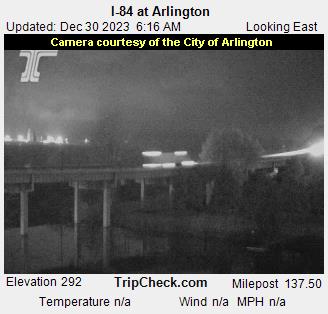 I-84 at Arlington
Updated: Dec 30 2023 6:16 AM Looking East
Camera courtesy of the City of Arlington
Elevation 292 TripCheck.com Milepost 137.50
Temperature n/a Wind n/a MPH n/a